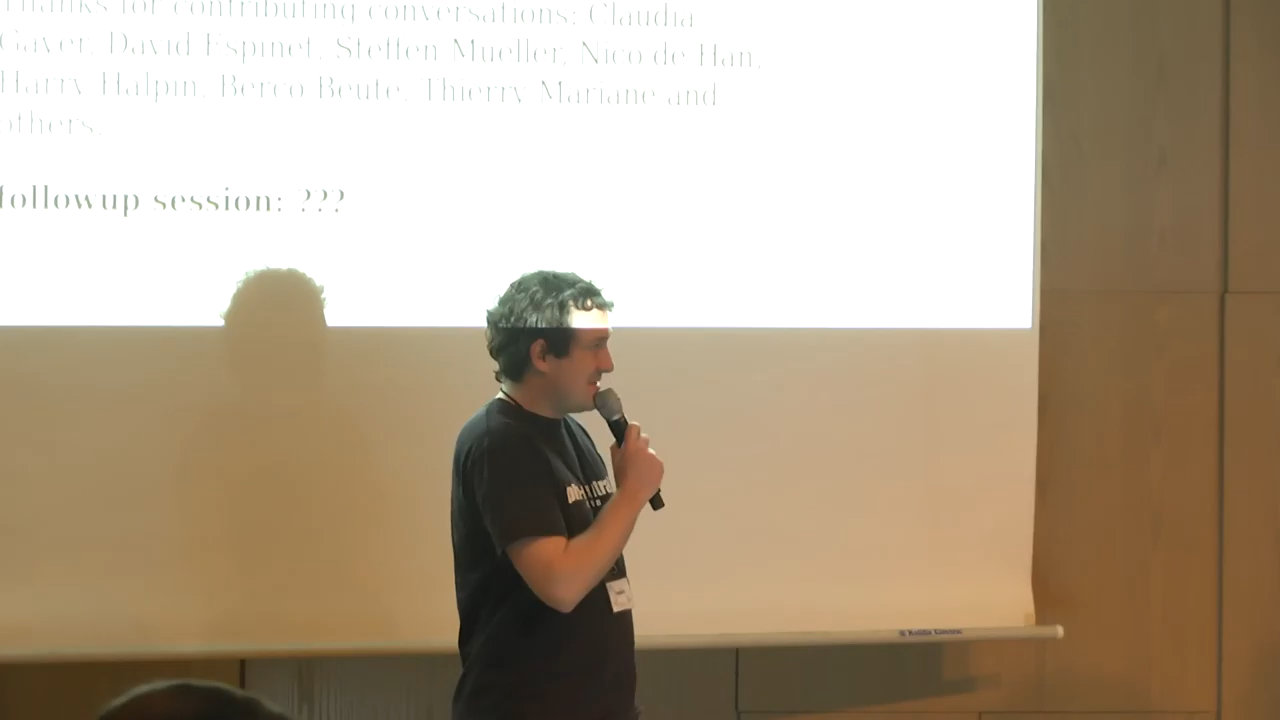 Thanks for contributing conversations: Claudia
Gaver, David Espinet, Steffen Mueller, Nico de Han,
Harry Halpin, Berco Beute, Thierry Mariane and
others.
followup session: ???